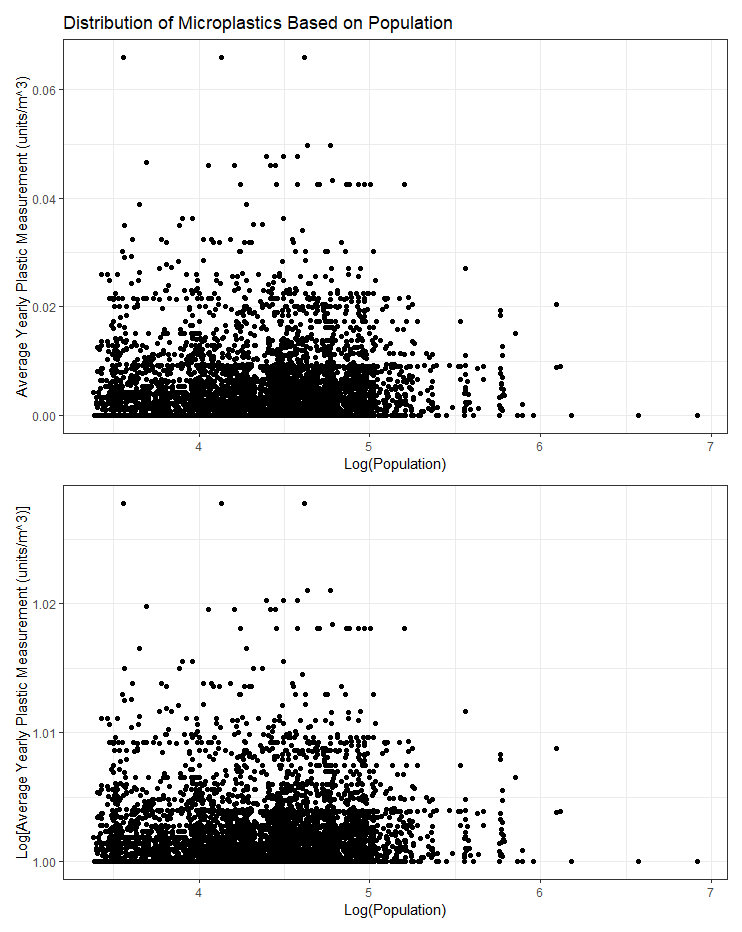 Distribution of Microplastics Based on Population
Average Yearly Plastic Measurement (units/m^3)
0.06
0.04
0.02
0.00
4 5 6 7
Log(Population)
Log[Average Yearly Plastic Measurement (units/m^3)]
1.02
1.01
1.00
4 5 6 7
Log(Population)